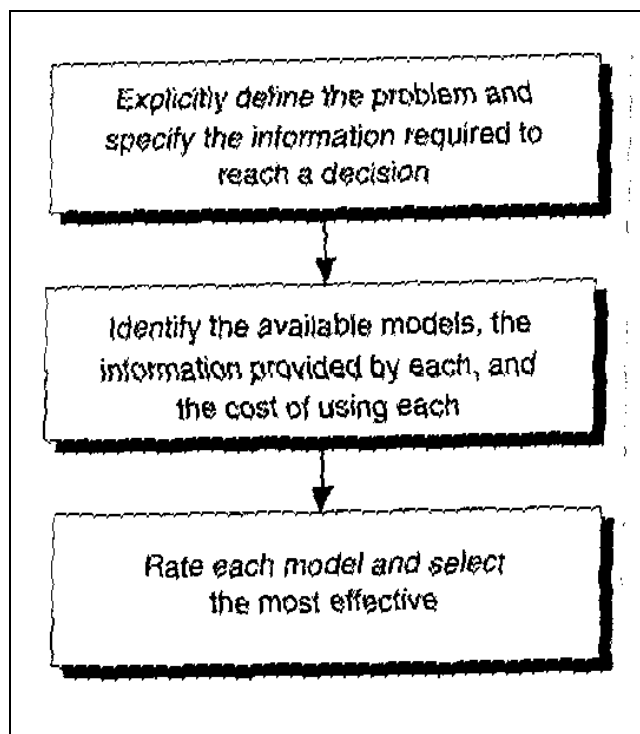 Explicitly define the problem and
specify the information required to
reach a decision
Identify the available models, the
information provided by each, and
the cost of using each
Rate each model and select
the most effective